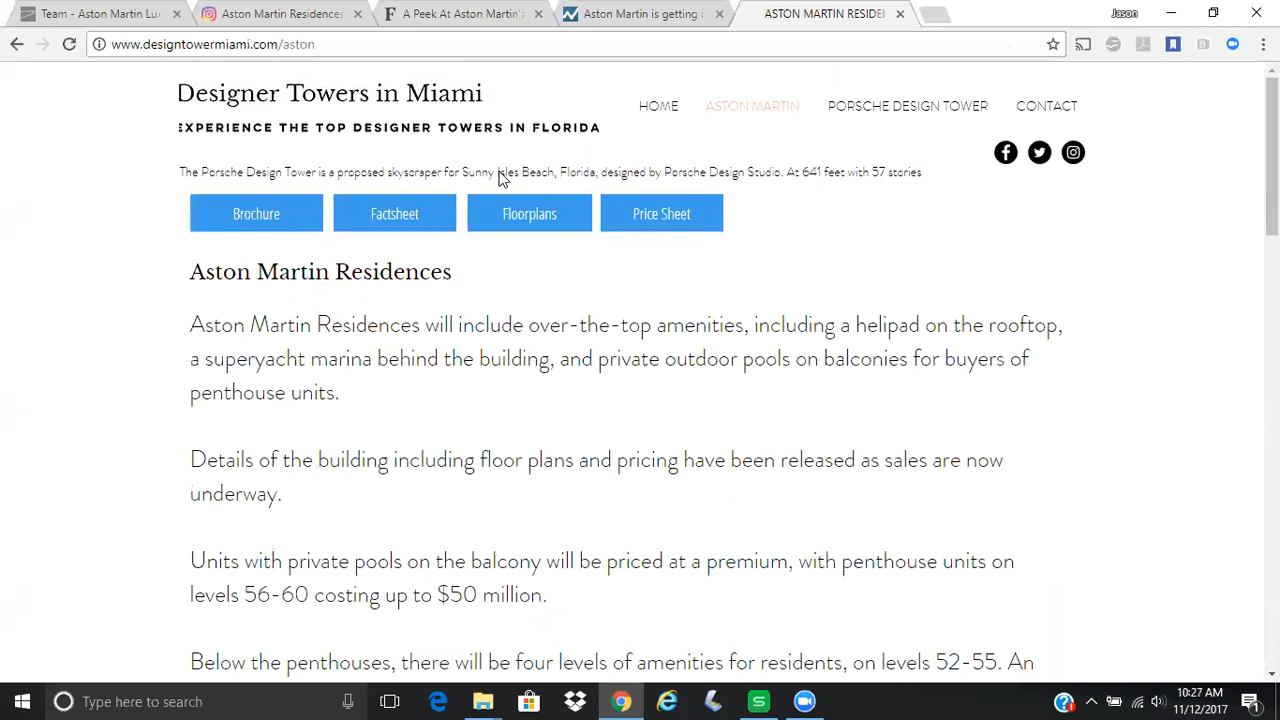 Team - Aston Martin Lu
Aston Martin Residences
A Peek At Aston Martin's
Aston Martin is getting i
ASTON MARTIN RESIDE
Jason
www.designtowermiami.com/aston
Designer Towers in Miami
HOME
ASTON MARTIN
PORSCHE DESIGN TOWER
CONTACT
EXPERIENCE THE TOP DESIGNER TOWERS IN FLORIDA
The Porsche Design Tower is a proposed skyscraper for Sunny Isles Beach, Florida, designed by Porsche Design Studio. At 641 feet with 57 stories
Brochure
Factsheet
Floorplans
Price Sheet
Aston Martin Residences
Aston Martin Residences will include over-the-top amenities, including a helipad on the rooftop,
a superyacht marina behind the building, and private outdoor pools on balconies for buyers of
penthouse units.
Details of the building including floor plans and pricing have been released as sales are now
underway.
Units with private pools on the balcony will be priced at a premium, with penthouse units on
levels 56-60 costing up to $50 million.
Below the penthouses, there will be four levels of amenities for residents, on levels 52-55. An
Type here to search
10:27 AM
11/12/2017